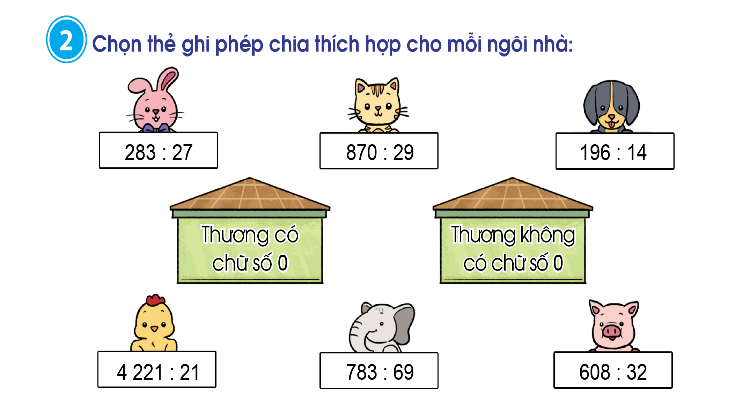 2 Chọn thẻ ghi phép chia thích hợp cho mỗi ngôi nhà:
283 : 27
870 : 29
196 : 14
Thương có
chữ số 0
Thương không
có chữ số 0
4 221 : 21
783 : 69
608 : 32